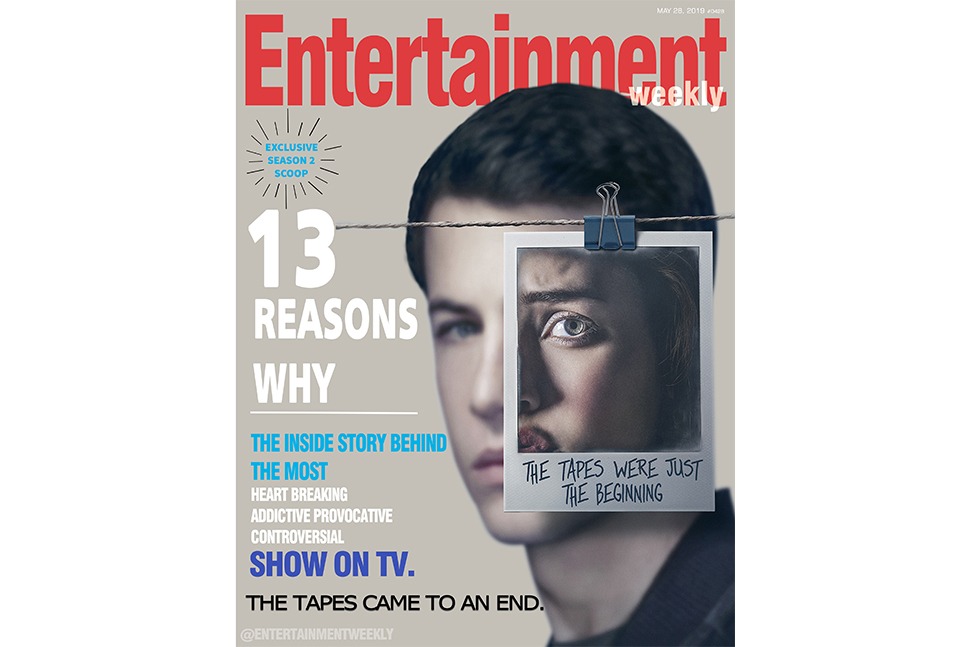 MAY 28, 2019 #3428
Entertainment
weekly
EXCLUSIVE
SEASON 2
SCOOP
13
REASONS
WHY
THE INSIDE STORY BEHIND
THE MOST
HEART BREAKING
ADDICTIVE PROVOCATIVE
CONTROVERSIAL
SHOW ON TV.
THE TAPES WERE JUST
THE BEGINNING
THE TAPES CAME TO AN END.
@ENTERTAINMENTWEEKLY